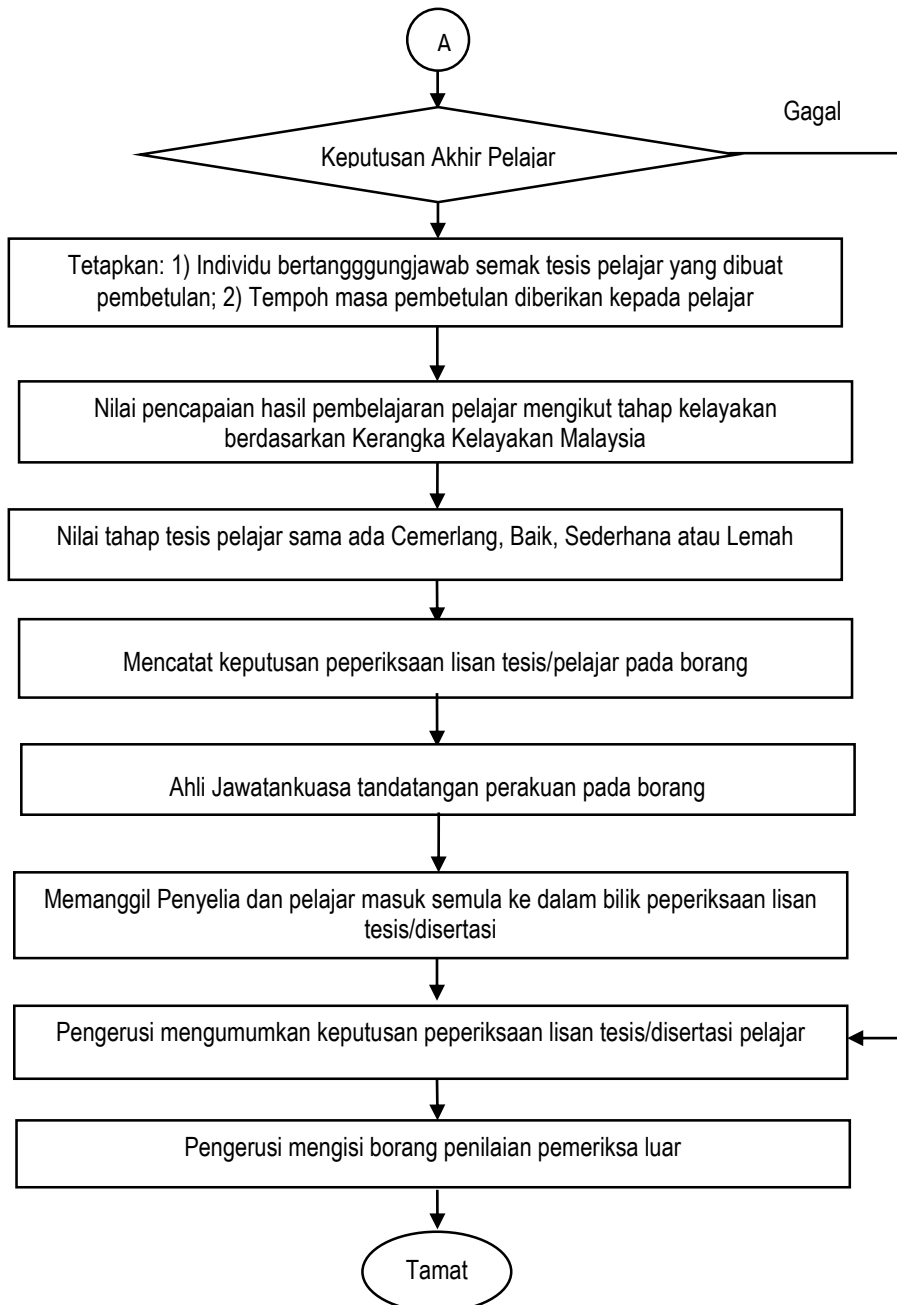 A
Gagal
Keputusan Akhir Pelajar
Tetapkan: 1) Individu bertangggungjawab semak tesis pelajar yang dibuat
pembetulan; 2) Tempoh masa pembetulan diberikan kepada pelajar
Nilai pencapaian hasil pembelajaran pelajar mengikut tahap kelayakan
berdasarkan Kerangka Kelayakan Malaysia
Nilai tahap tesis pelajar sama ada Cemerlang, Baik, Sederhana atau Lemah
Mencatat keputusan peperiksaan lisan tesis/pelajar pada borang
Ahli Jawatankuasa tandatangan perakuan pada borang
Memanggil Penyelia dan pelajar masuk semula ke dalam bilik peperiksaan lisan
tesis/disertasi
Pengerusi mengumumkan keputusan peperiksaan lisan tesis/disertasi pelajar
Pengerusi mengisi borang penilaian pemeriksa luar
Tamat